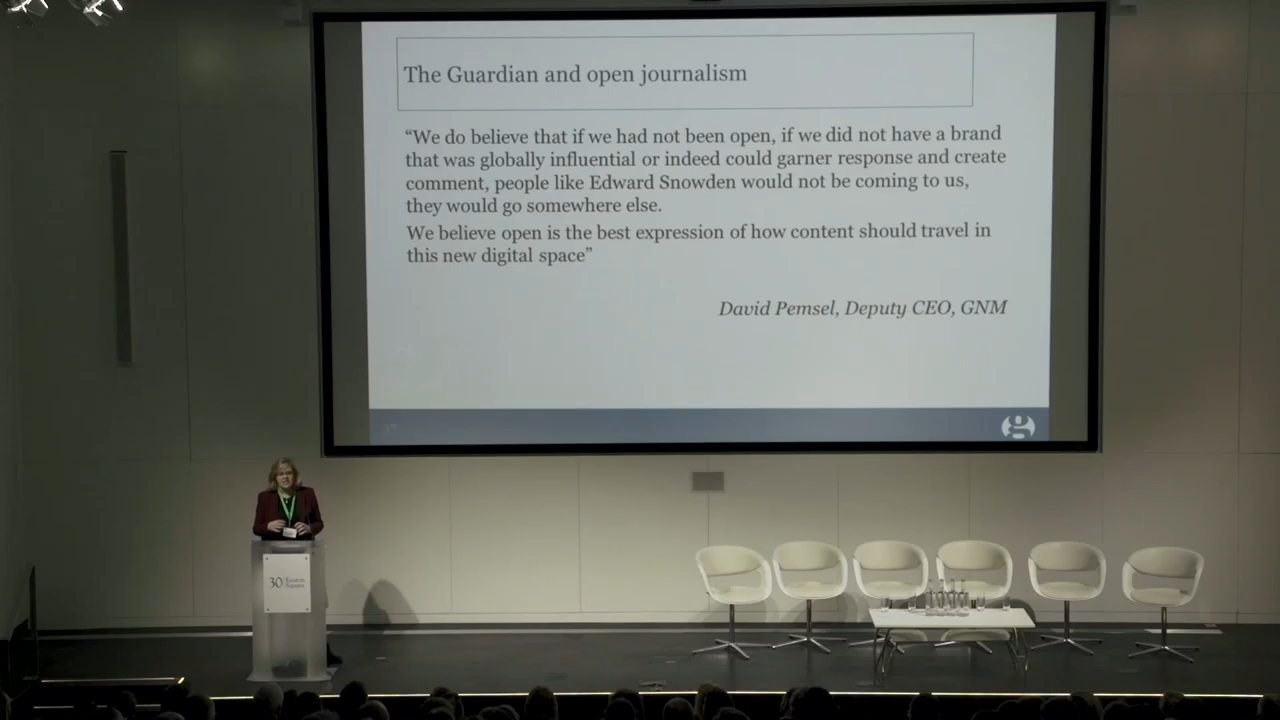 The Guardian and open journalism
“We do believe that if we had not been open, if we did not have a brand
that was globally influential or indeed could garner response and create
comment, people like Edward Snowden would not be coming to us,
they would go somewhere else.
We believe open is the best expression of how content should travel in
this new digital space”
David Pemsel, Deputy CEO, GNM
g
30 Euston
Square